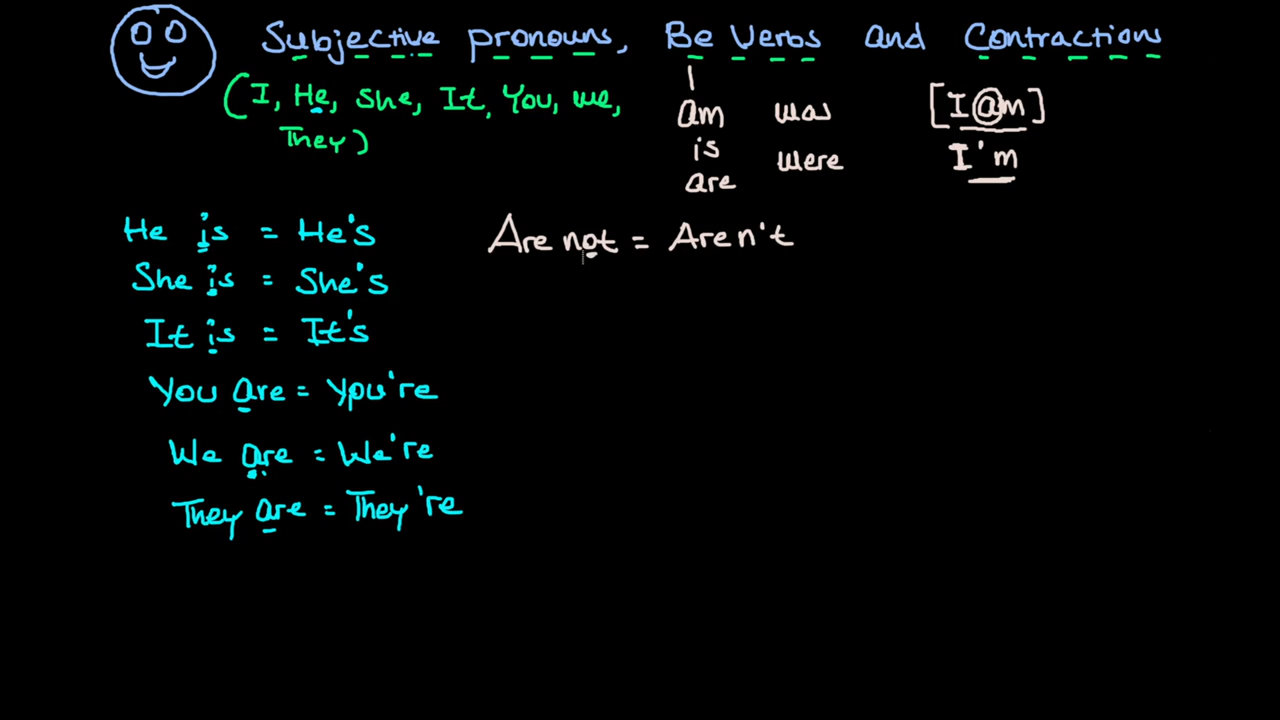 Subjective pronouns, Be Verbs and Contractions
(I, He, She, It, You, we,
They)
am was
is were
are
[I am]
I'm
He is = He's
She is = She's
It is = It's
You are = You're
We are = We're
They are = They're
Are not = Aren't